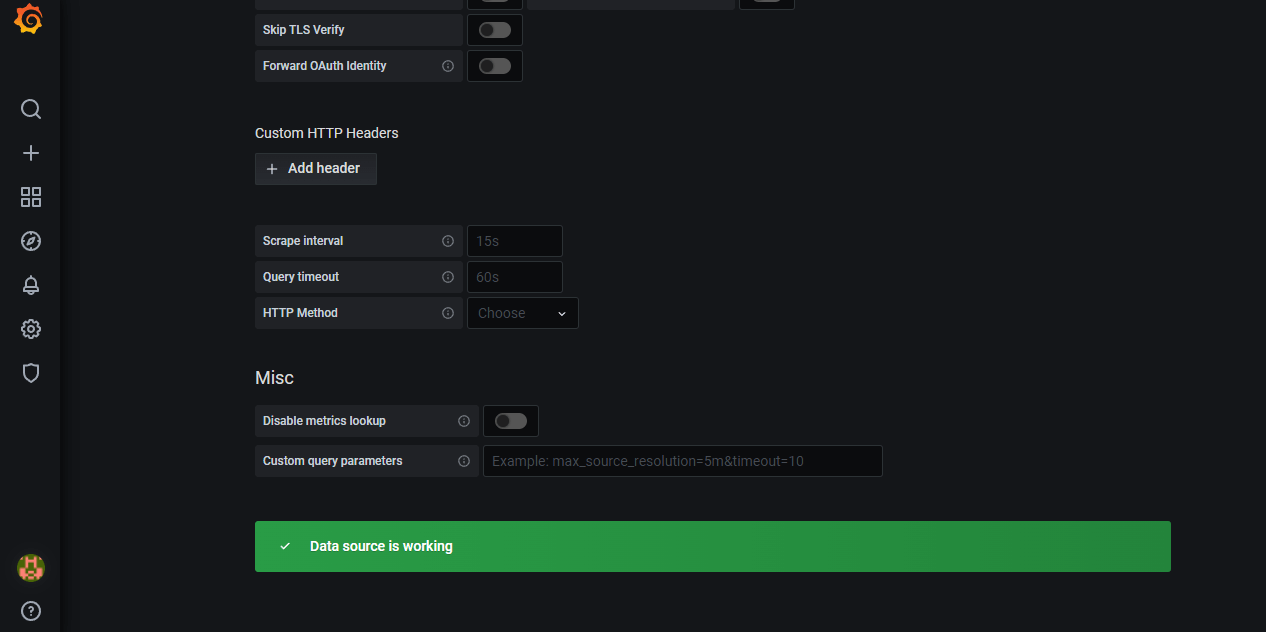 Skip TLS Verify
Forward OAuth Identity
Custom HTTP Headers
+ Add header
Scrape interval 15s
Query timeout 60s
HTTP Method Choose
Misc
Disable metrics lookup
Custom query parameters Example: max_source_resolution=5m&timeout=10
Data source is working